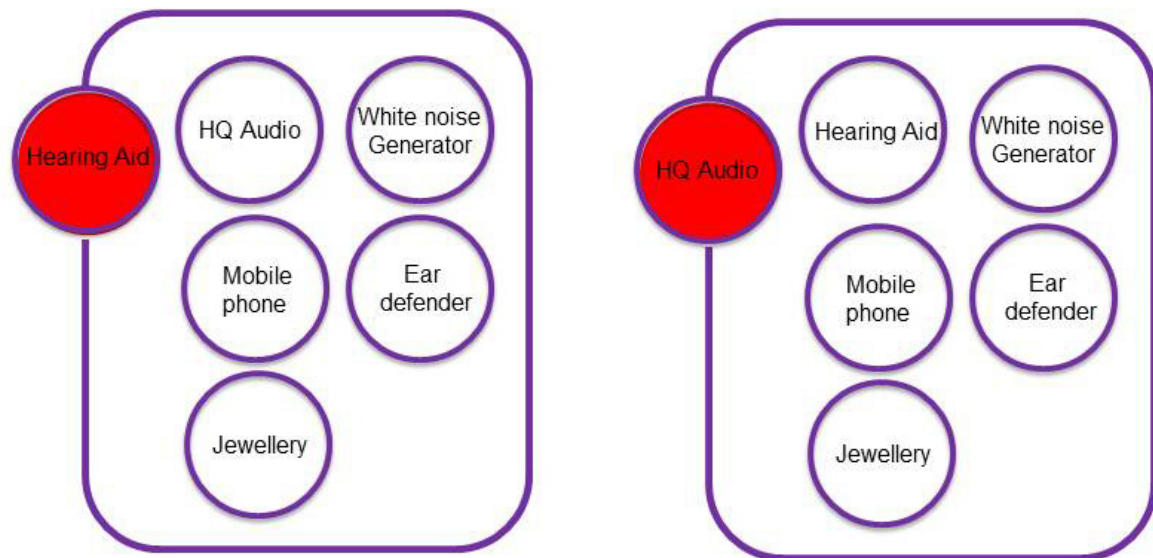 Hearing Aid
HQ Audio
White noise
Generator
Mobile
phone
Ear
defender
Jewellery
HQ Audio
Hearing Aid
White noise
Generator
Mobile
phone
Ear
defender
Jewellery